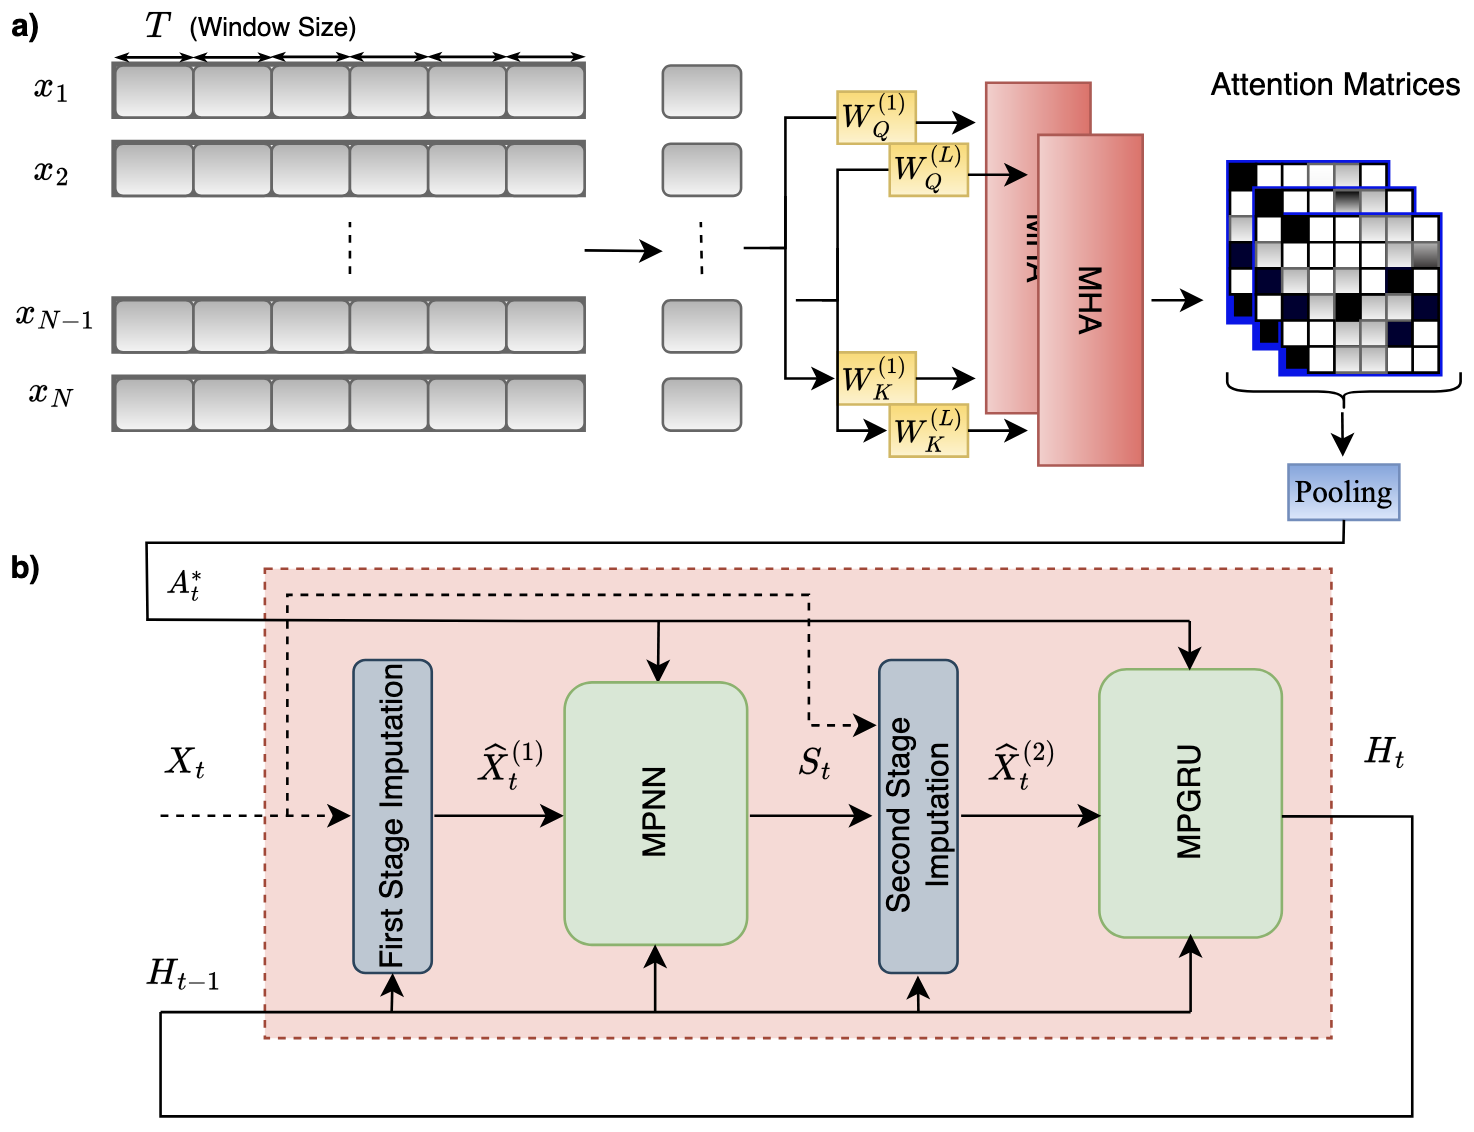 a)
T (Window Size)
x_1
x_2
x_{N-1}
x_N
W_Q^{(1)}
W_Q^{(L)}
W_K^{(1)}
W_K^{(L)}
MHA
MHA
Attention Matrices
Pooling
b)
A_t^*
X_t
First Stage Imputation
\widehat{X}_t^{(1)}
MPNN
S_t
Second Stage
Imputation
\widehat{X}_t^{(2)}
MPGRU
H_t
H_{t-1}